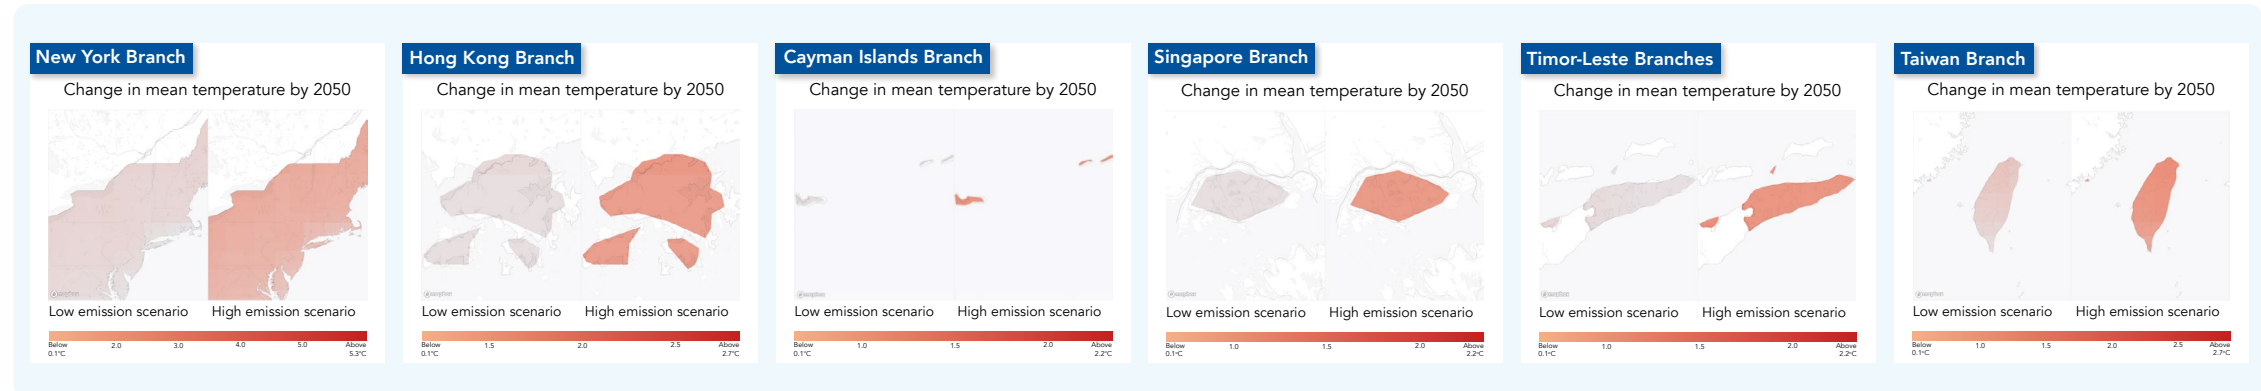 New York Branch
Change in mean temperature by 2050
mapbox
Low emission scenario High emission scenario
Below 2.0 3.0 4.0 5.0 Above
0.1°C 5.3°C
Hong Kong Branch
Change in mean temperature by 2050
mapbox
Low emission scenario High emission scenario
Below 1.5 2.0 2.5 Above
0.1°C 2.7°C
Cayman Islands Branch
Change in mean temperature by 2050
mapbox
Low emission scenario High emission scenario
Below 1.0 1.5 2.0 Above
0.1°C 2.2°C
Singapore Branch
Change in mean temperature by 2050
mapbox
Low emission scenario High emission scenario
Below 1.0 1.5 2.0 Above
0.1°C 2.2°C
Timor-Leste Branches
Change in mean temperature by 2050
mapbox
Low emission scenario High emission scenario
Below 1.0 1.5 2.0 Above
0.1°C 2.2°C
Taiwan Branch
Change in mean temperature by 2050
mapbox
Low emission scenario High emission scenario
Below 1.0 1.5 2.0 2.5 Above
0.1°C 2.7°C